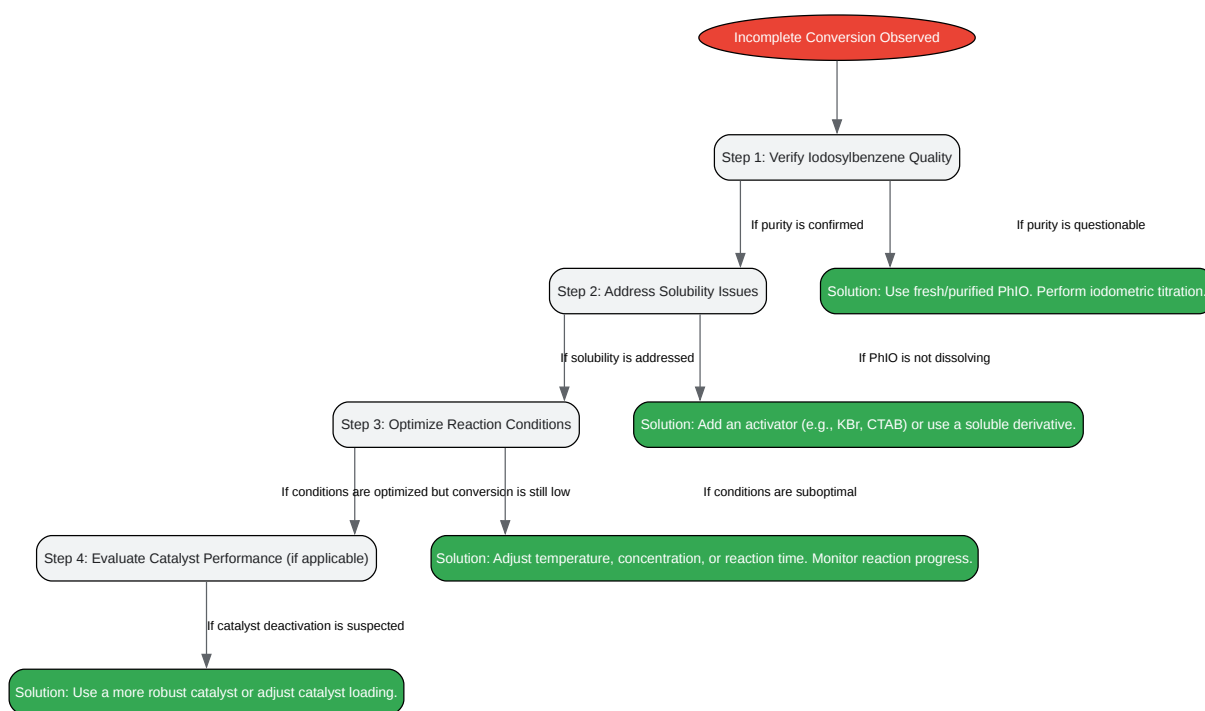 Incomplete Conversion Observed
Step 1: Verify Iodosylbenzene Quality
If purity is confirmed
If purity is questionable
Step 2: Address Solubility Issues
Solution: Use fresh/purified PhIO. Perform iodometric titration.
If solubility is addressed
If PhIO is not dissolving
Step 3: Optimize Reaction Conditions
Solution: Add an activator (e.g., KBr, CTAB) or use a soluble derivative.
If conditions are optimized but conversion is still low
If conditions are suboptimal
Step 4: Evaluate Catalyst Performance (if applicable)
Solution: Adjust temperature, concentration, or reaction time. Monitor reaction progress.
If catalyst deactivation is suspected
Solution: Use a more robust catalyst or adjust catalyst loading.